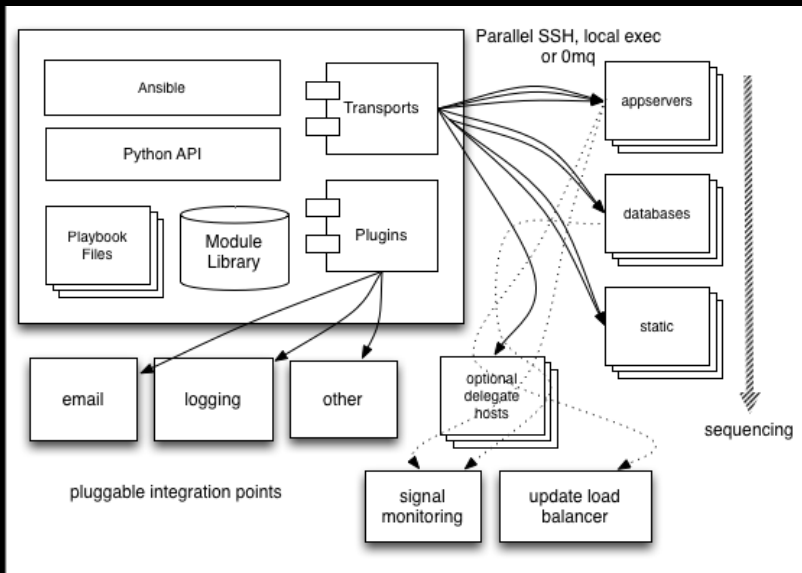 Parallel SSH, local exec
or 0mq
Ansible
Transports
appservers
Python API
Playbook
Files
Module
Library
Plugins
databases
static
email
logging
other
optional
delegate
hosts
sequencing
pluggable integration points
signal
monitoring
update load
balancer